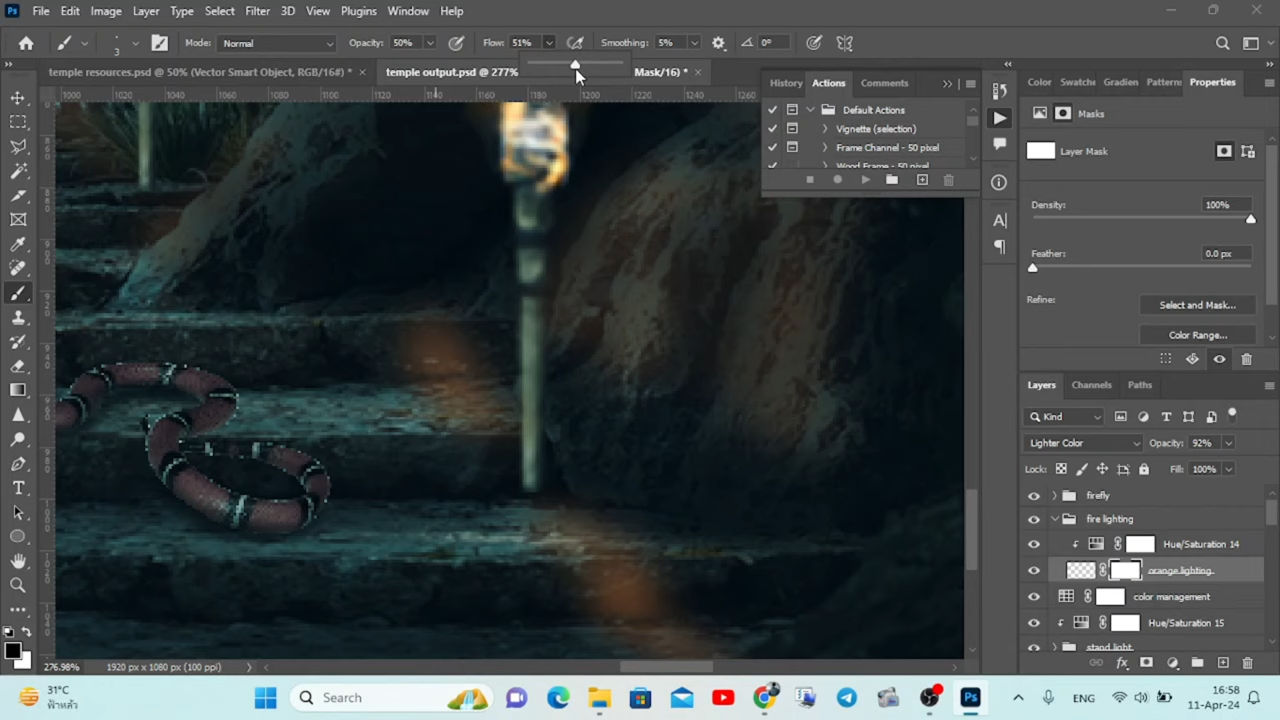 Ps File Edit Image Layer Type Select Filter 3D View Plugins Window Help
3 Mode: Normal Opacity: 50% Flow: 51% Smoothing: 5% 0°
temple resources.psd @ 50% (Vector Smart Object, RGB/16#) * × temple output.psd @ 277% Mask/16) * ×
1000 1020 1040 1060 1080 1100 1120 1140 1160 1180 1200 1220 1240 1260
History Actions Comments
Default Actions
Vignette (selection)
Frame Channel - 50 pixel
Wood Frame - 50 pixel
Color Swatche Gradien Pattern Properties
Masks
Layer Mask
Density: 100%
Feather: 0.0 px
Refine: Select and Mask...
Color Range...
Layers Channels Paths
Kind
Lighter Color Opacity: 92%
Lock: Fill: 100%
firefly
fire lighting
Hue/Saturation 14
orange lighting
color management
Hue/Saturation 15
stand light
276.98% 1920 px x 1080 px (100 ppi)
31°C
ฟ้าหลัว
Search
ENG
16:58
11-Apr-24